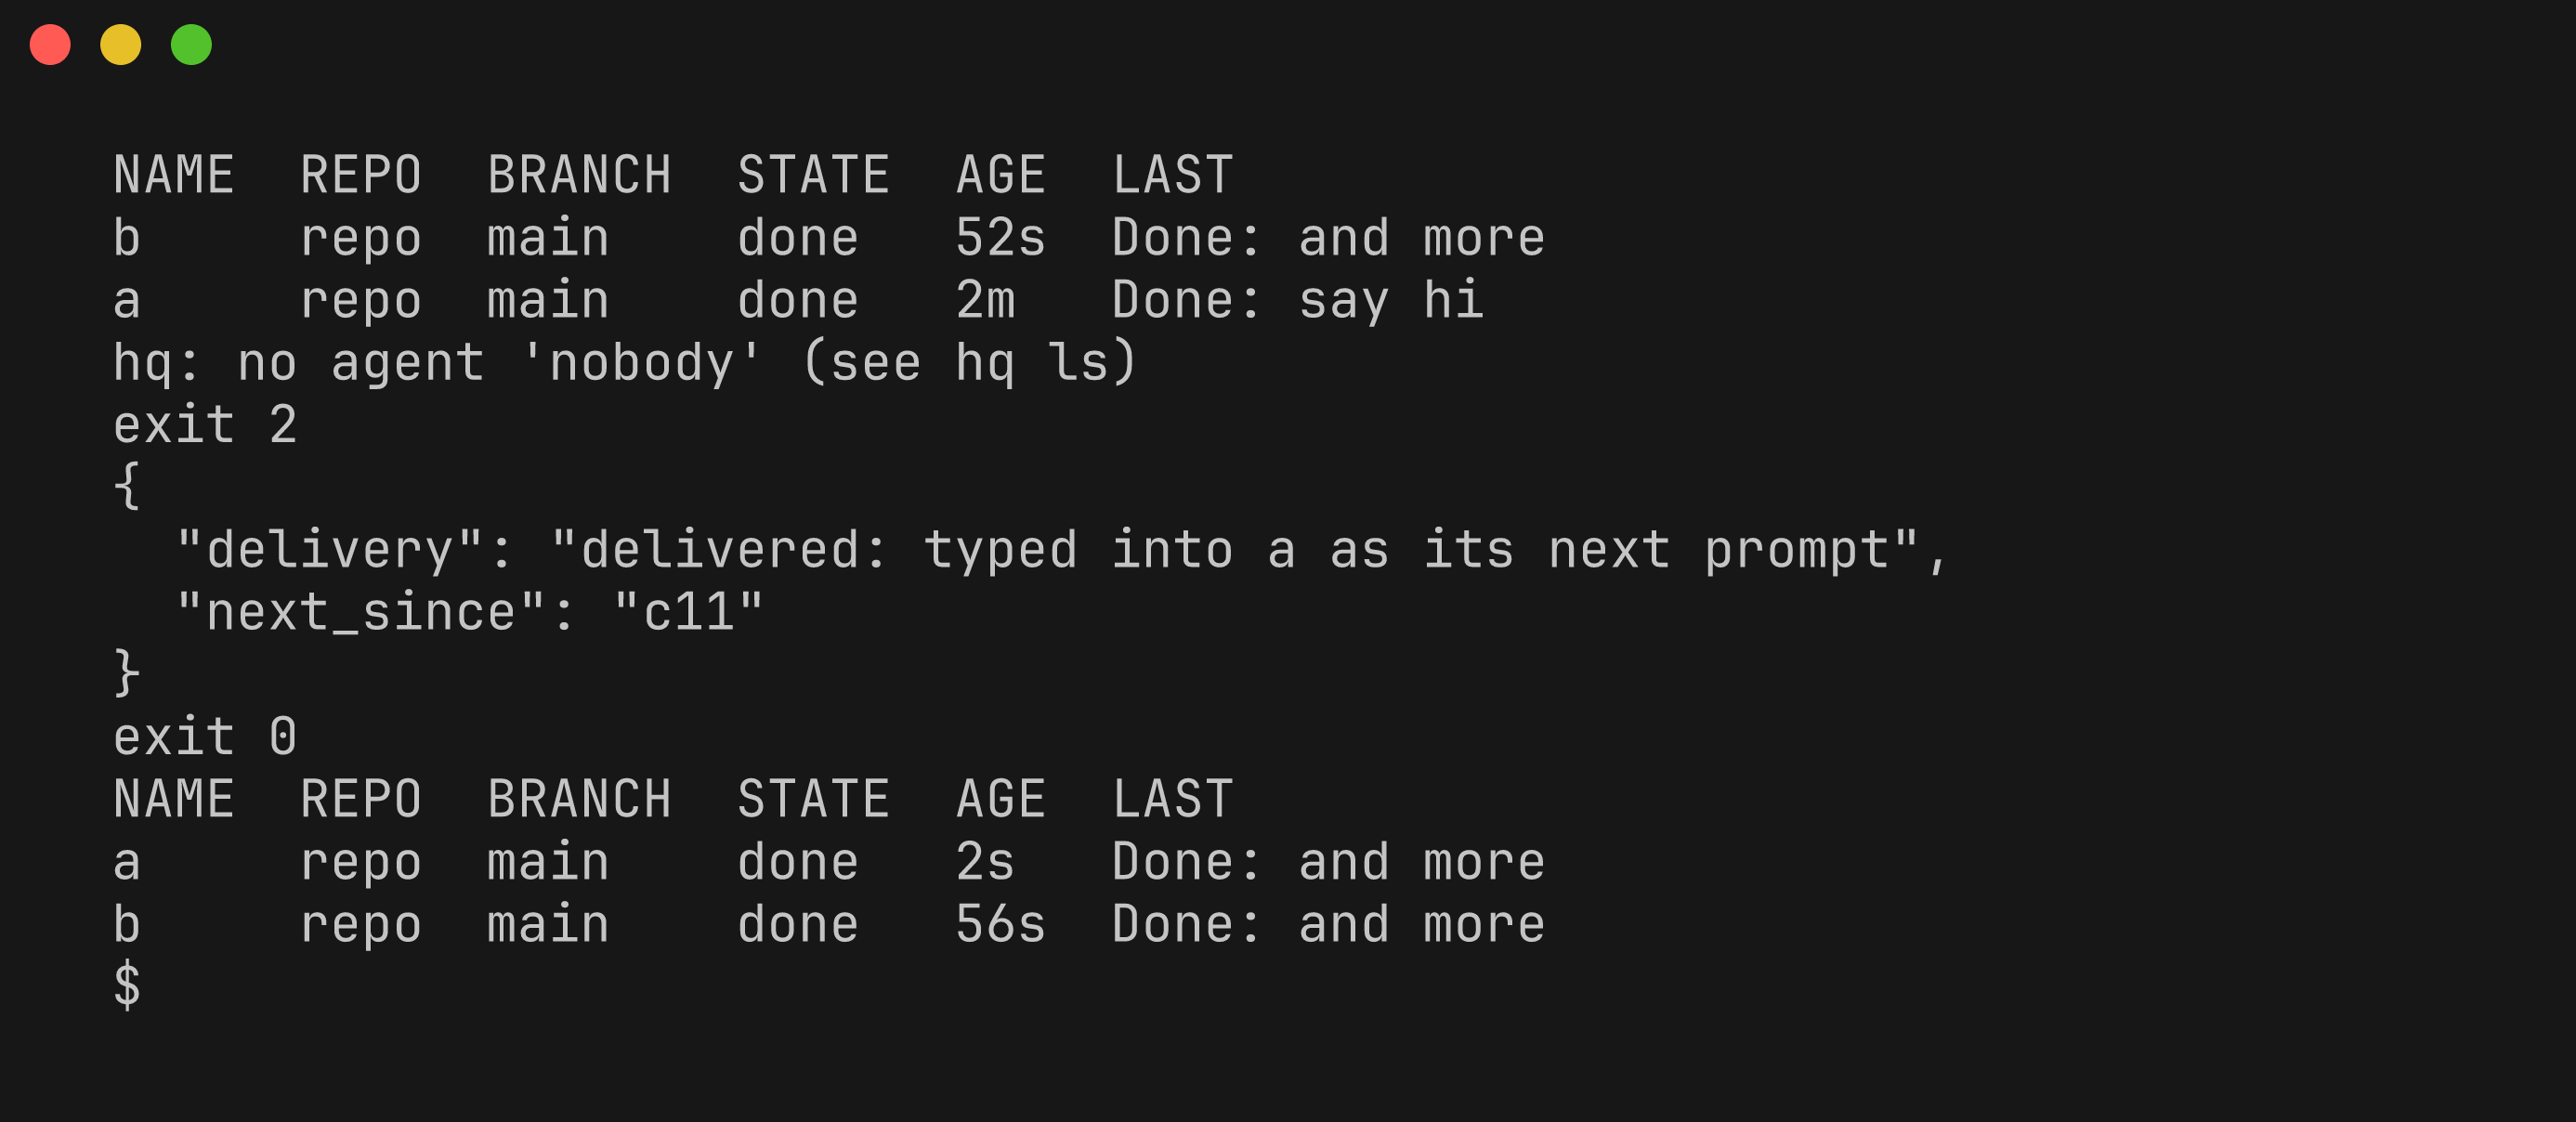 NAME  REPO  BRANCH  STATE  AGE  LAST
b     repo  main    done   52s  Done: and more
a     repo  main    done   2m   Done: say hi
hq: no agent 'nobody' (see hq ls)
exit 2
{
  "delivery": "delivered: typed into a as its next prompt",
  "next_since": "c11"
}
exit 0
NAME  REPO  BRANCH  STATE  AGE  LAST
a     repo  main    done   2s   Done: and more
b     repo  main    done   56s  Done: and more
$